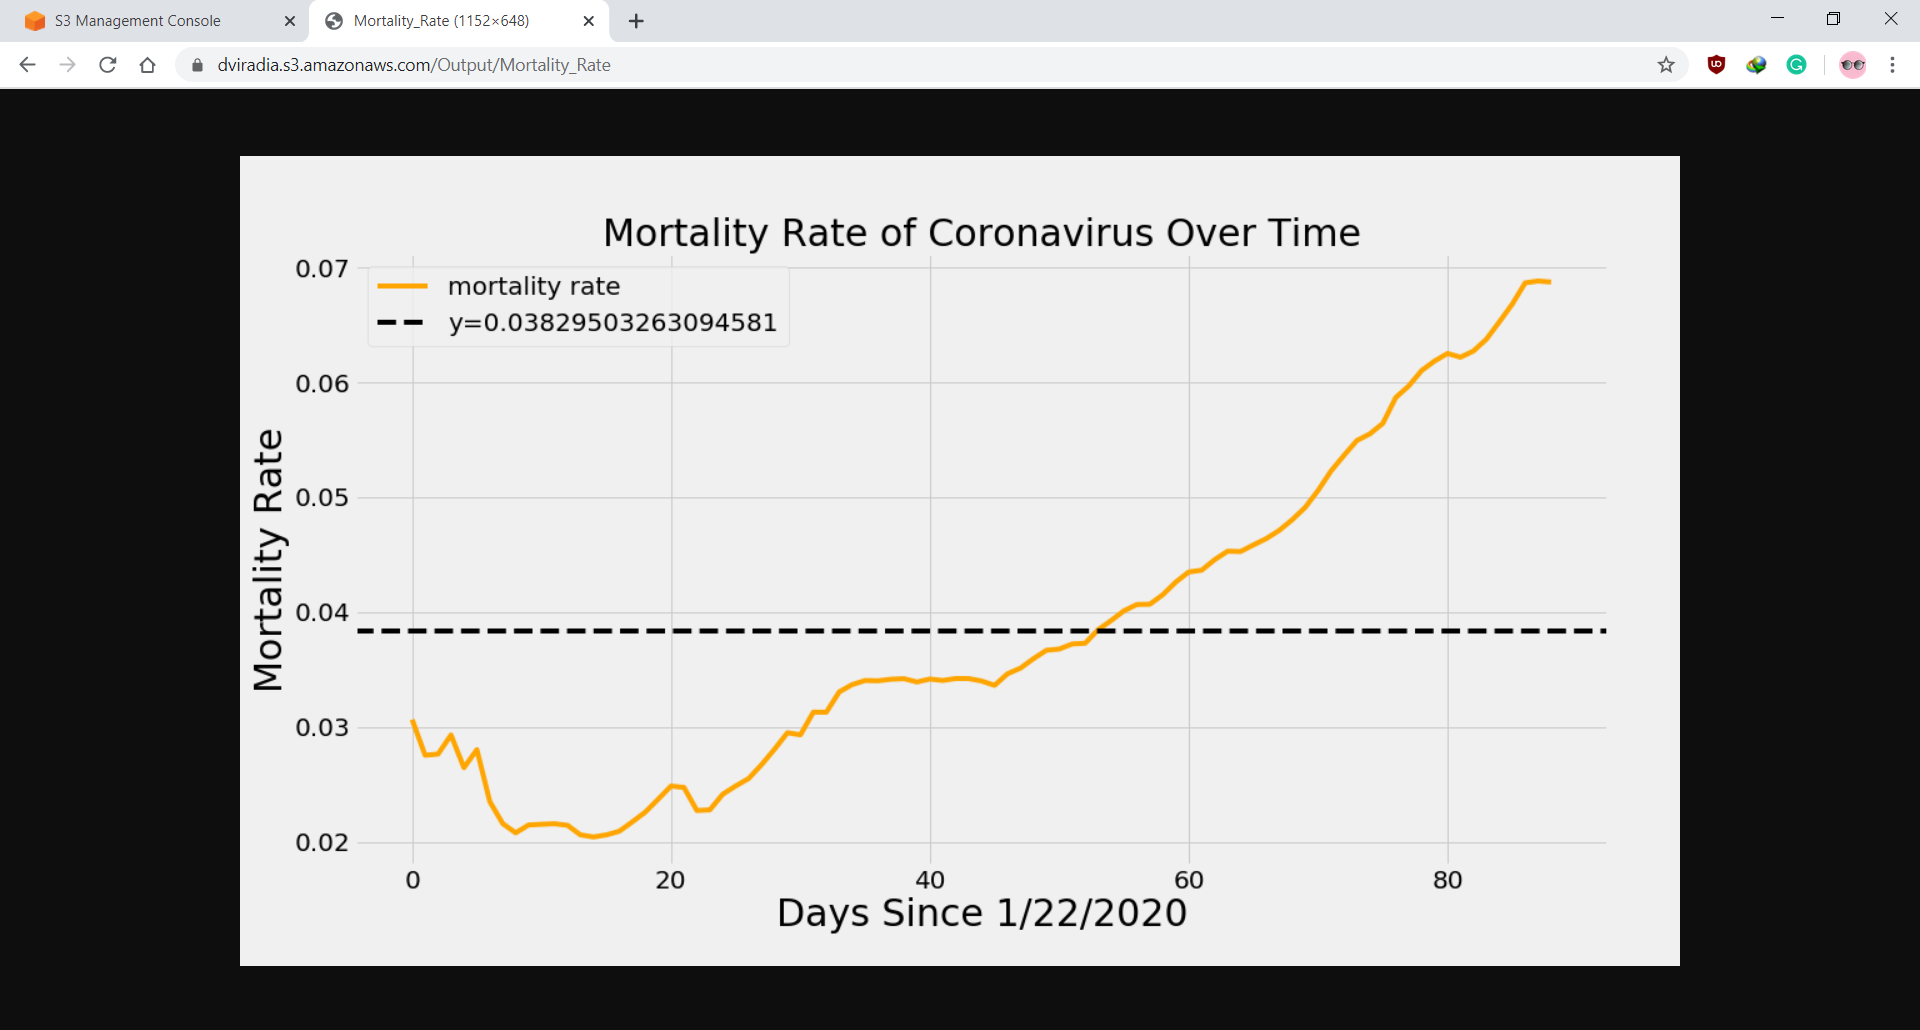 S3 Management Console
Mortality_Rate (1152×648)
dviradia.s3.amazonaws.com/Output/Mortality_Rate
Mortality Rate of Coronavirus Over Time
mortality rate
y=0.03829503263094581
Mortality Rate
0.07
0.06
0.05
0.04
0.03
0.02
0 20 40 60 80
Days Since 1/22/2020